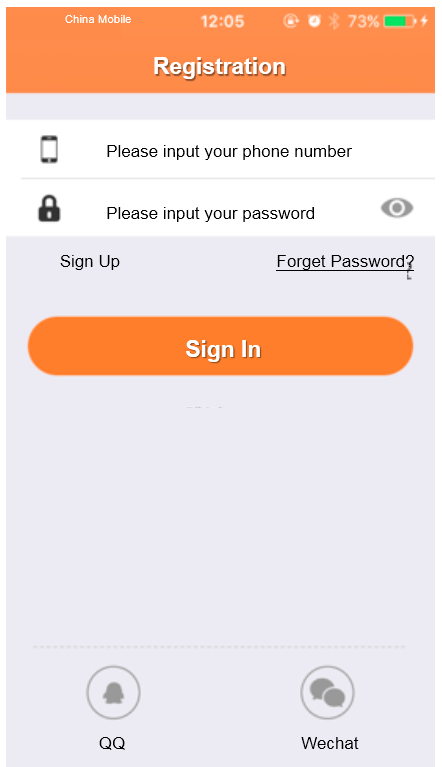 China Mobile 12:05 73%
Registration
Please input your phone number
Please input your password
Sign Up Forget Password?
Sign In
QQ Wechat